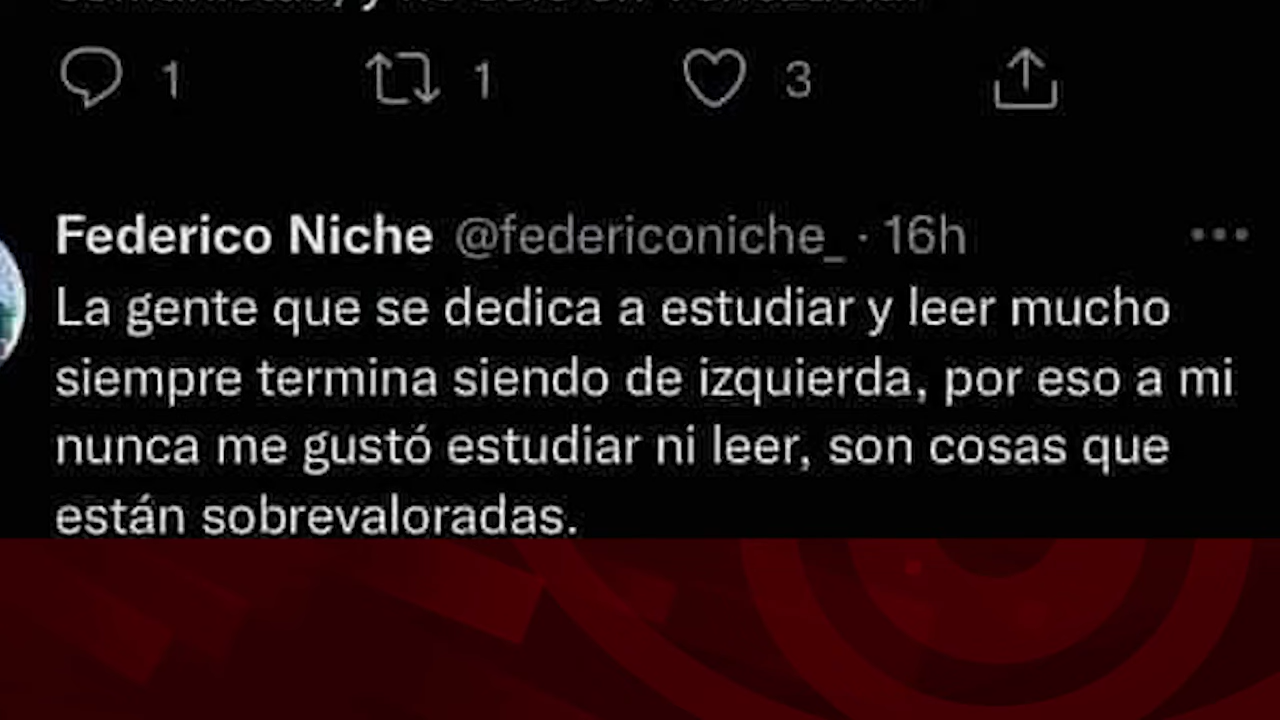 1 1 3
Federico Niche @federiconiche_ · 16h
La gente que se dedica a estudiar y leer mucho
siempre termina siendo de izquierda, por eso a mi
nunca me gustó estudiar ni leer, son cosas que
están sobrevaloradas.